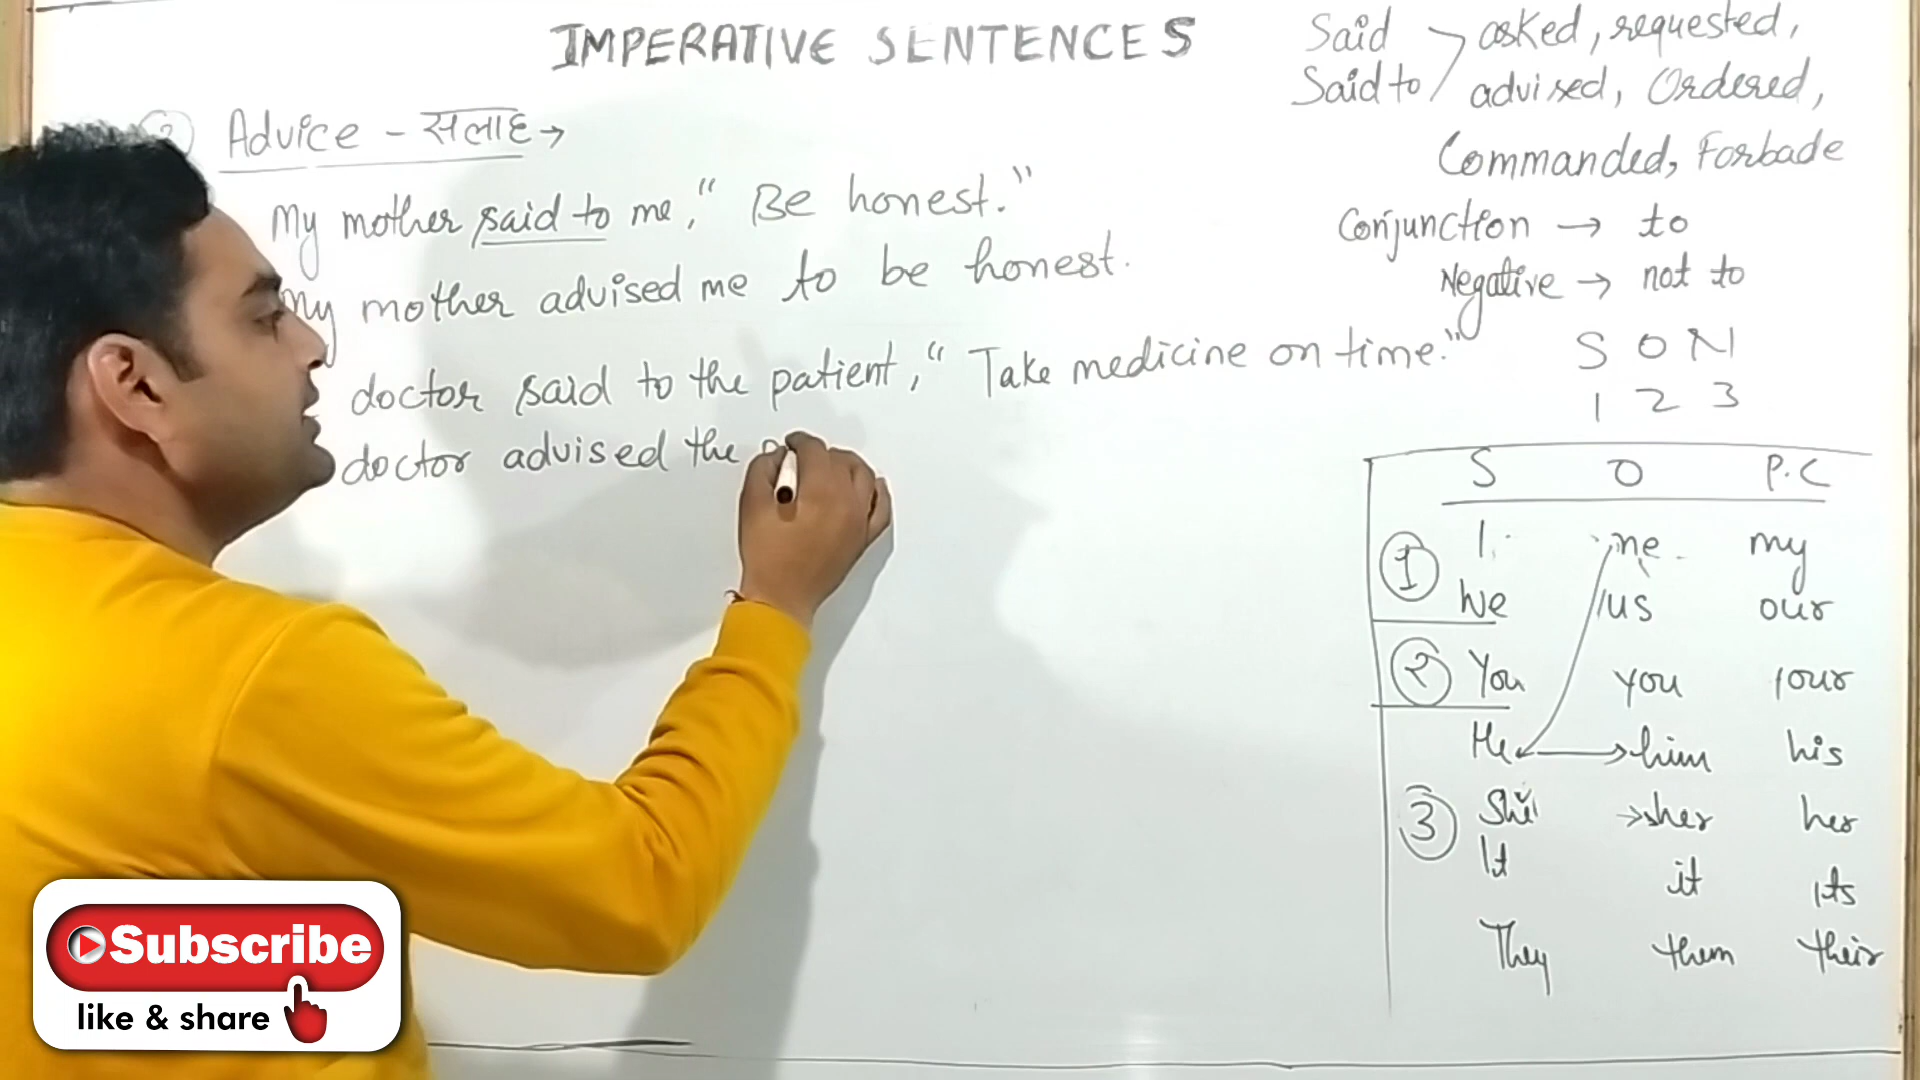 IMPERATIVE SENTENCES
Advice - सलाह →
My mother said to me, “Be honest.”
My mother advised me to be honest.
doctor said to the patient, “Take medicine on time.”
doctor advised the
Said
Said to
asked, requested,
advised, Ordered,
Commanded, Forbade
Conjunction → to
Negative → not to
S O N
1 2 3
S O P.C
1 I me my
We us our
2 You you your
He him his
3 She her her
It it Its
They them their
Subscribe
like & share